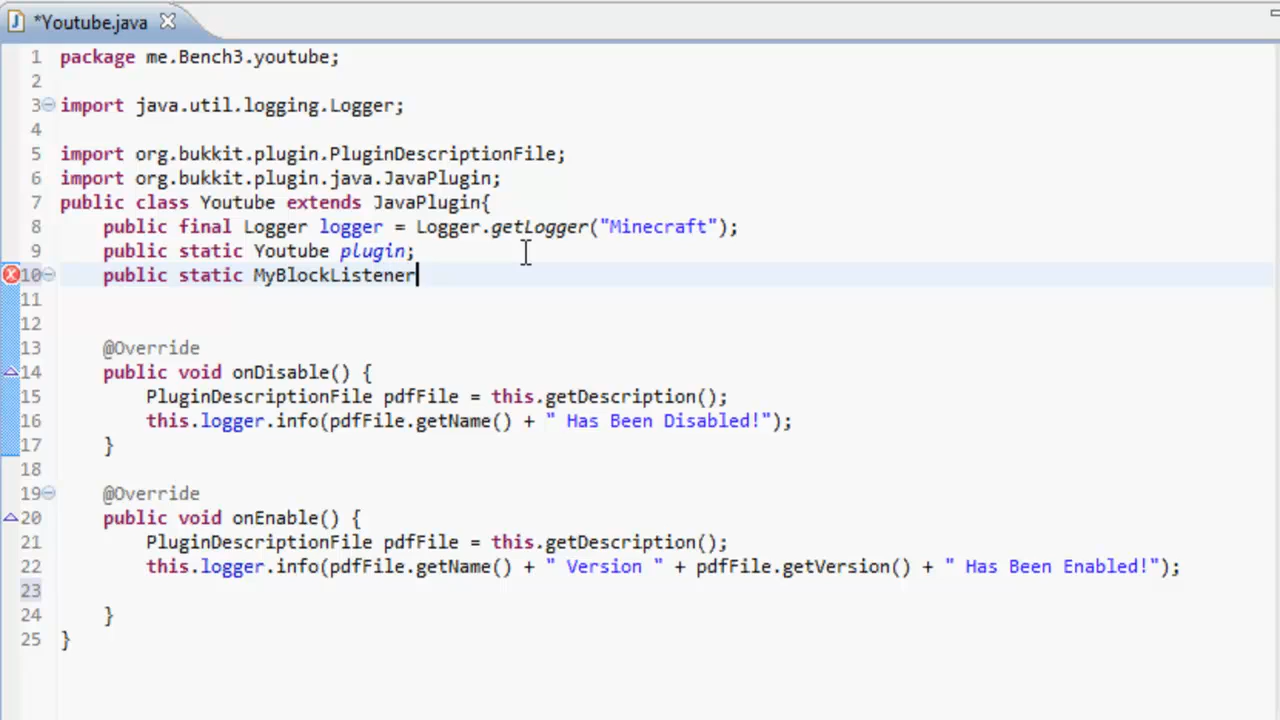 *Youtube.java
1 package me.Bench3.youtube;
2
3 import java.util.logging.Logger;
4
5 import org.bukkit.plugin.PluginDescriptionFile;
6 import org.bukkit.plugin.java.JavaPlugin;
7 public class Youtube extends JavaPlugin{
8 public final Logger logger = Logger.getLogger("Minecraft");
9 public static Youtube plugin;
10 public static MyBlockListener
11
12
13 @Override
14 public void onDisable() {
15 PluginDescriptionFile pdfFile = this.getDescription();
16 this.logger.info(pdfFile.getName() + " Has Been Disabled!");
17 }
18
19 @Override
20 public void onEnable() {
21 PluginDescriptionFile pdfFile = this.getDescription();
22 this.logger.info(pdfFile.getName() + " Version " + pdfFile.getVersion() + " Has Been Enabled!");
23
24 }
25 }